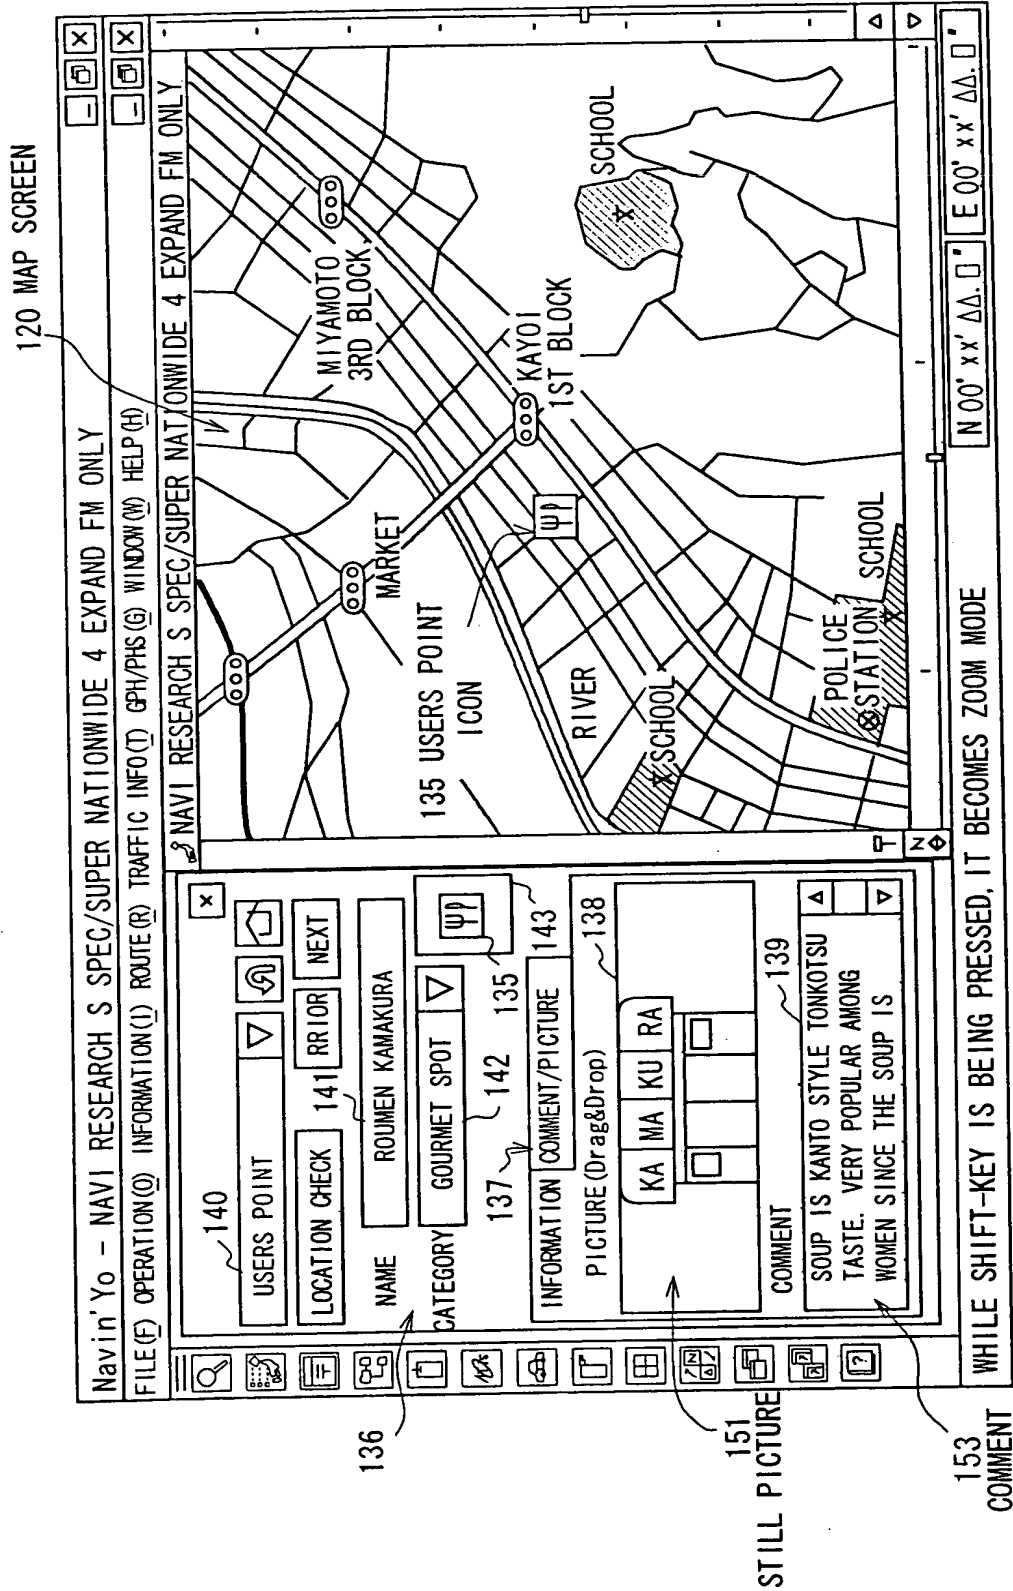 120 MAP SCREEN
Navin'Yo - NAVI RESEARCH S SPEC/SUPER NATIONWIDE 4 EXPAND FM ONLY
FILE(F) OPERATION(O) INFORMATION(I) ROUTE(R) TRAFFIC INFO(T) GPH/PHS(G) WINDOW(W) HELP(H)
NAVI RESEARCH S SPEC/SUPER NATIONWIDE 4 EXPAND FM ONLY
140
USERS POINT
LOCATION CHECK
RRIOR
NEXT
141
NAME
ROUMEN KAMAKURA
136
CATEGORY
GOURMET SPOT
142
135
143
137
INFORMATION
COMMENT/PICTURE
PICTURE(Drag&Drop)
138
KA MA KU RA
151
STILL PICTURE
COMMENT
139
SOUP IS KANTO STYLE TONKOTSU
TASTE. VERY POPULAR AMONG
WOMEN SINCE THE SOUP IS
153
COMMENT
MARKET
MIYAMOTO
3RD BLOCK
KAYOI
1ST BLOCK
135 USERS POINT
ICON
RIVER
SCHOOL
SCHOOL
POLICE
STATION
SCHOOL
N
WHILE SHIFT-KEY IS BEING PRESSED, IT BECOMES ZOOM MODE
N 00' xx' △△. □"
E 00' xx' △△. □"